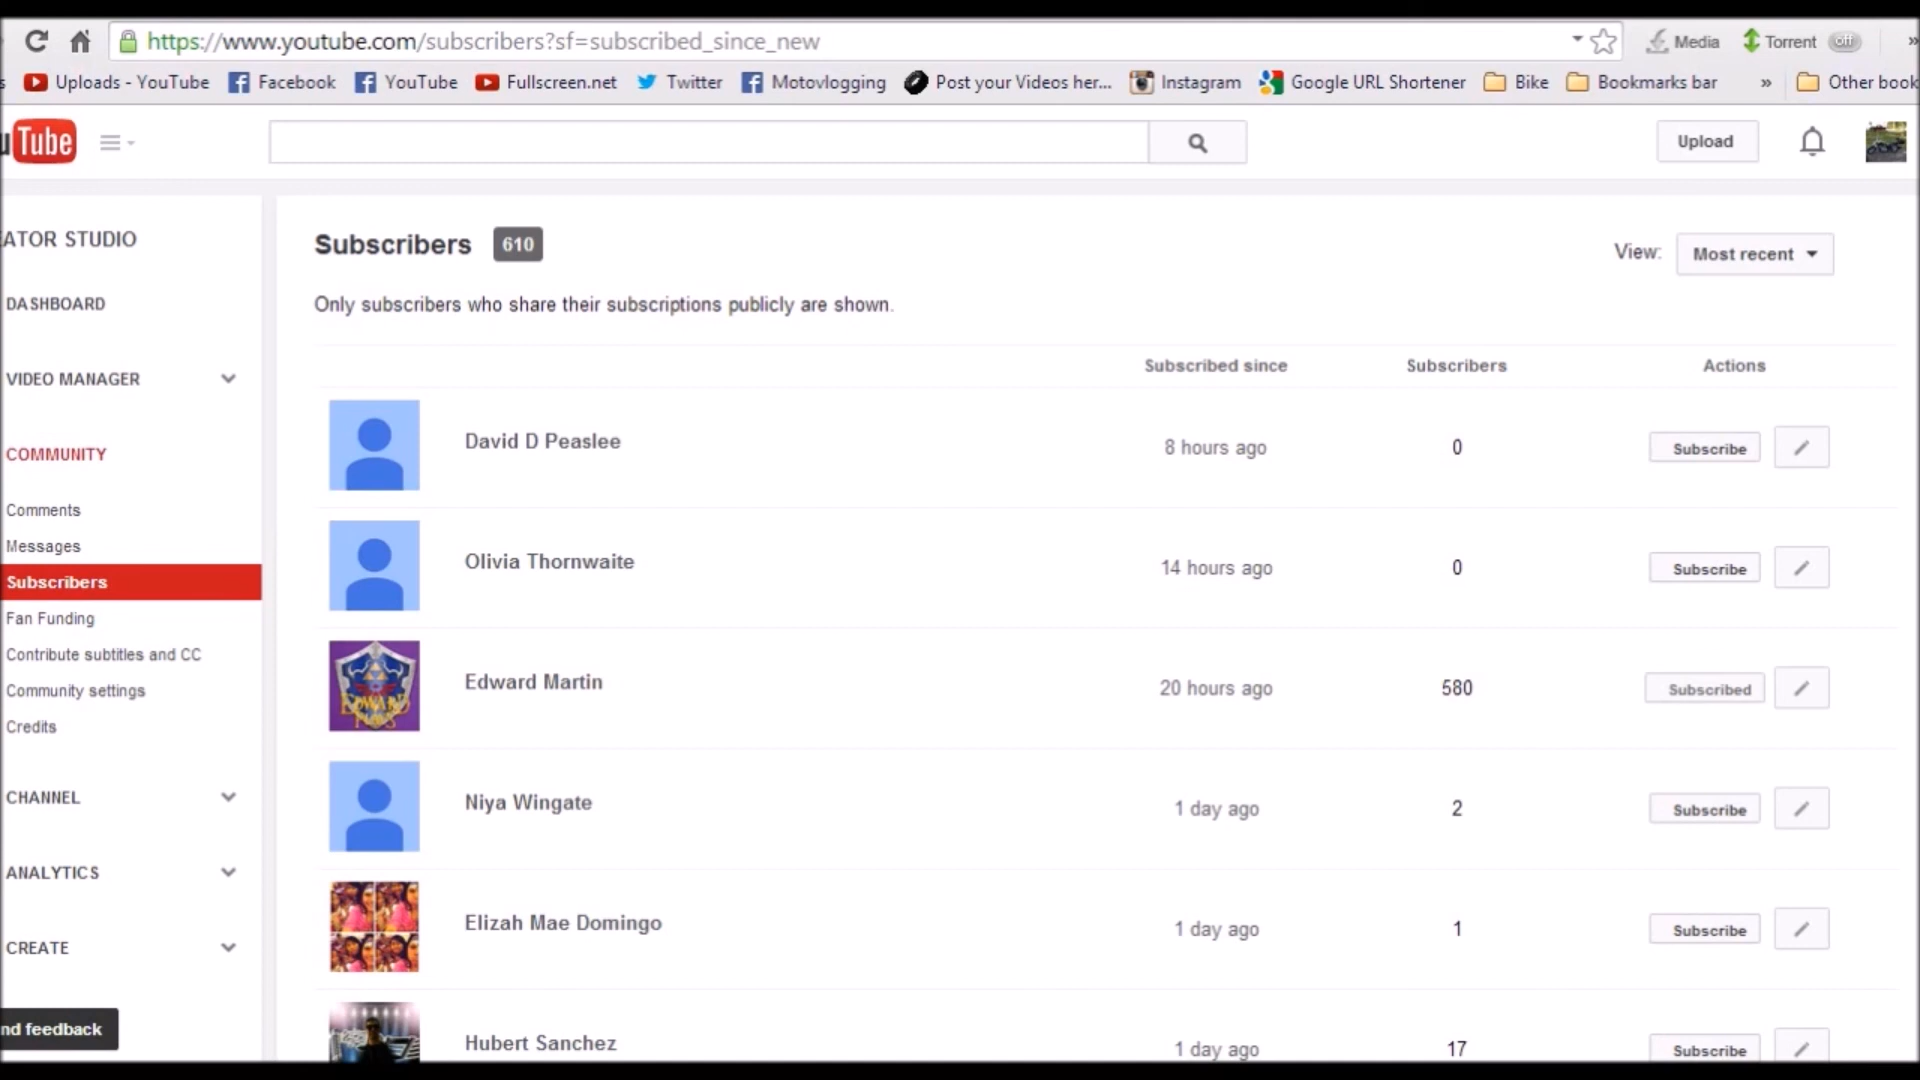 https://www.youtube.com/subscribers?sf=subscribed_since_new
Media
Torrent
off
»
s
Uploads - YouTube
Facebook
YouTube
Fullscreen.net
Twitter
Motovlogging
Post your Videos her...
Instagram
Google URL Shortener
Bike
Bookmarks bar
»
Other book
uTube
Upload
ATOR STUDIO
DASHBOARD
VIDEO MANAGER
COMMUNITY
Comments
Messages
Subscribers
Fan Funding
Contribute subtitles and CC
Community settings
Credits
CHANNEL
ANALYTICS
CREATE
nd feedback
Subscribers 610
View: Most recent
Only subscribers who share their subscriptions publicly are shown.
Subscribed since Subscribers Actions
David D Peaslee 8 hours ago 0 Subscribe
Olivia Thornwaite 14 hours ago 0 Subscribe
Edward Martin 20 hours ago 580 Subscribed
Niya Wingate 1 day ago 2 Subscribe
Elizah Mae Domingo 1 day ago 1 Subscribe
Hubert Sanchez 1 day ago 17 Subscribe